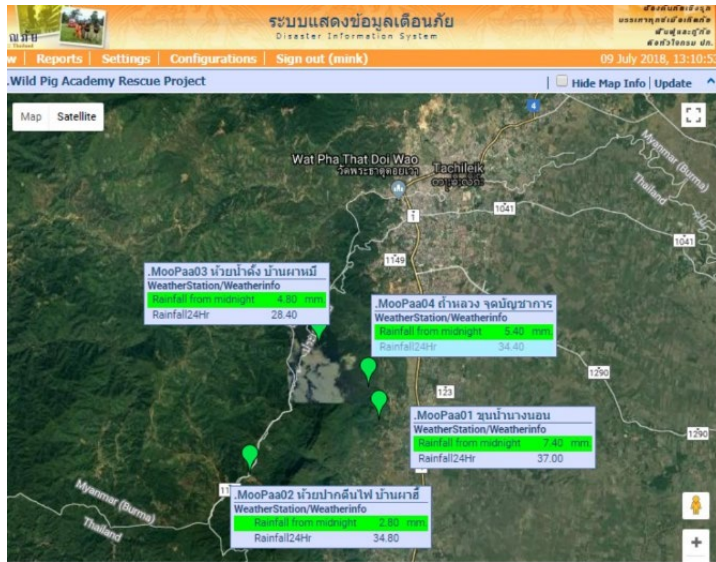 ระบบแสดงข้อมูลเตือนภัย
Disaster Information System
Reports | Settings | Configurations | Sign out (mink)
09 July 2018, 13:10:53
.Wild Pig Academy Rescue Project
Hide Map Info | Update
Map Satellite
4
Wat Pha That Doi Wao
วัดพระธาตุดอยเวา
Tachileik
Myanmar (Burma)
Thailand
1
1041
1041
1149
.MooPaa03 ห้วยน้ำดั้ง บ้านผาหมี
WeatherStation/Weatherinfo
Rainfall from midnight 4.80 mm.
Rainfall24Hr 28.40
.MooPaa04 ถ้ำหลวง จุดบัญชาการ
WeatherStation/Weatherinfo
Rainfall from midnight 5.40 mm.
Rainfall24Hr 34.40
1290
123
.MooPaa01 ขุนน้ำนางนอน
WeatherStation/Weatherinfo
Rainfall from midnight 7.40 mm.
Rainfall24Hr 37.00
1290
Myanmar (Burma)
Thailand
.MooPaa02 ห้วยปากดีนไฟ บ้านผาฮี้
WeatherStation/Weatherinfo
Rainfall from midnight 2.80 mm.
Rainfall24Hr 34.80